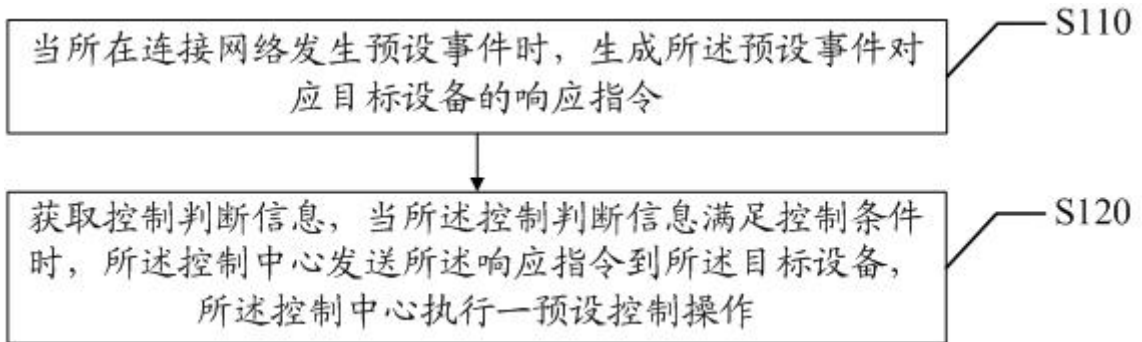 当所在连接网络发生预设事件时，生成所述预设事件对
应目标设备的响应指令
S110
获取控制判断信息，当所述控制判断信息满足控制条件
时，所述控制中心发送所述响应指令到所述目标设备，
所述控制中心执行一预设控制操作
S120